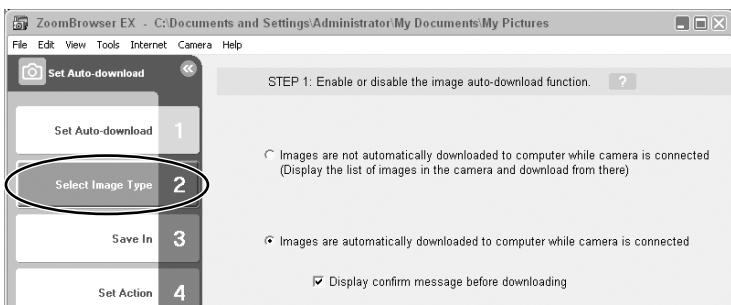 ZoomBrowser EX - C:\Documents and Settings\Administrator\My Documents\My Pictures
File Edit View Tools Internet Camera Help
Set Auto-download
STEP 1: Enable or disable the image auto-download function. ?
Set Auto-download 1
Images are not automatically downloaded to computer while camera is connected
(Display the list of images in the camera and download from there)
Select Image Type 2
Save In 3
Images are automatically downloaded to computer while camera is connected
Display confirm message before downloading
Set Action 4